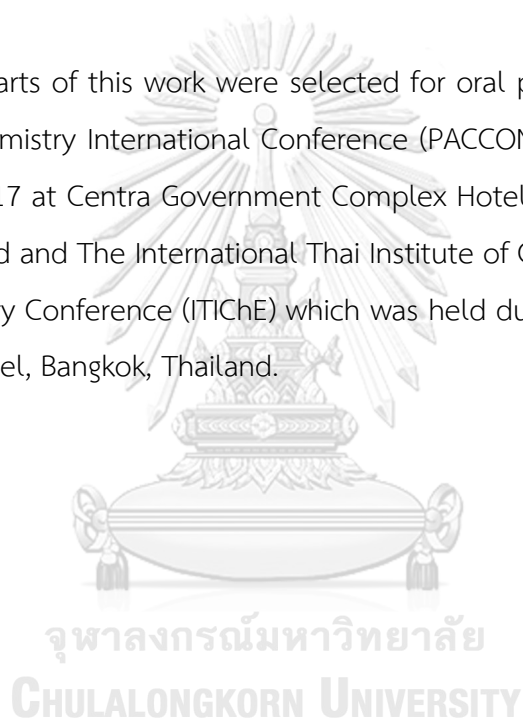 arts of this work were selected for oral p
mistry International Conference (PACCON
17 at Centra Government Complex Hotel
d and The International Thai Institute of
y Conference (ITIChE) which was held du
el, Bangkok, Thailand.
จุฬาลงกรณ์มหาวิทยาลัย
CHULALONGKORN UNIVERSITY